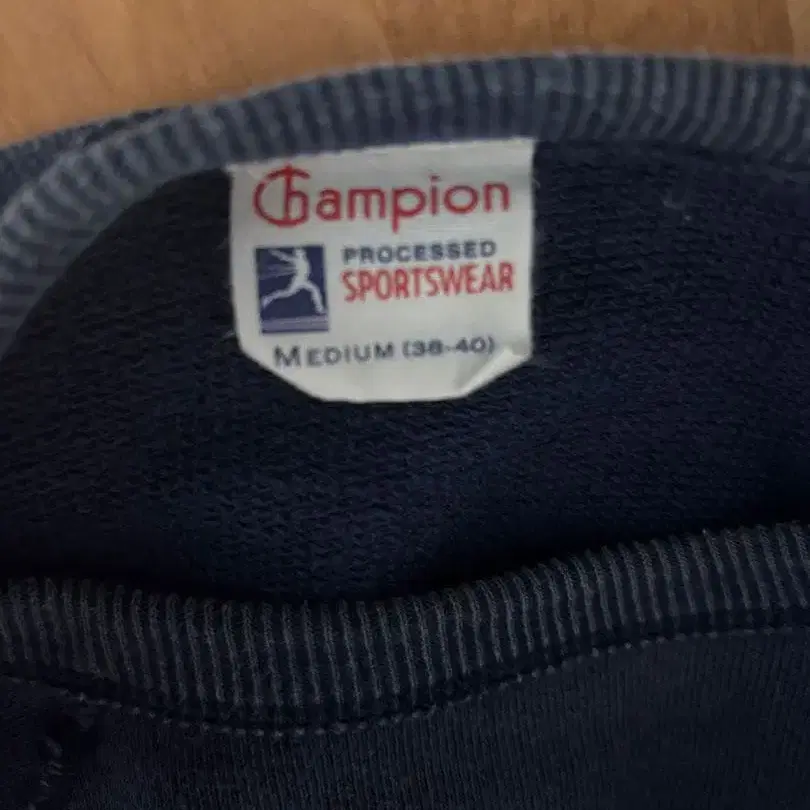 Champion
PROCESSED
SPORTSWEAR
MEDIUM (38-40)